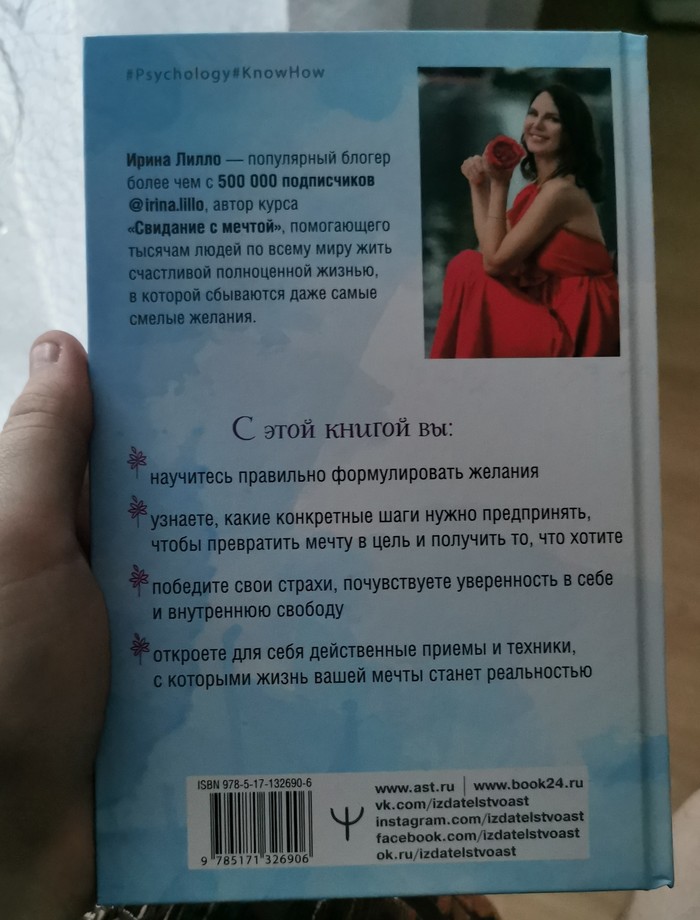 #Psychology#KnowHow
Ирина Лилло — популярный блогер
более чем с 500 000 подписчиков
@irina.lillo, автор курса
«Свидание с мечтой», помогающего
тысячам людей по всему миру жить
счастливой полноценной жизнью,
в которой сбываются даже самые
смелые желания.
С этой книгой вы:
научитесь правильно формулировать желания
узнаете, какие конкретные шаги нужно предпринять,
чтобы превратить мечту в цель и получить то, что хотите
победите свои страхи, почувствуете уверенность в себе
и внутреннюю свободу
откроете для себя действенные приемы и техники,
с которыми жизнь вашей мечты станет реальностью
ISBN 978-5-17-132690-6
9 785171 326906
www.ast.ru | www.book24.ru
vk.com/izdatelstvoast
instagram.com/izdatelstvoast
facebook.com/izdatelstvoast
ok.ru/izdatelstvoast